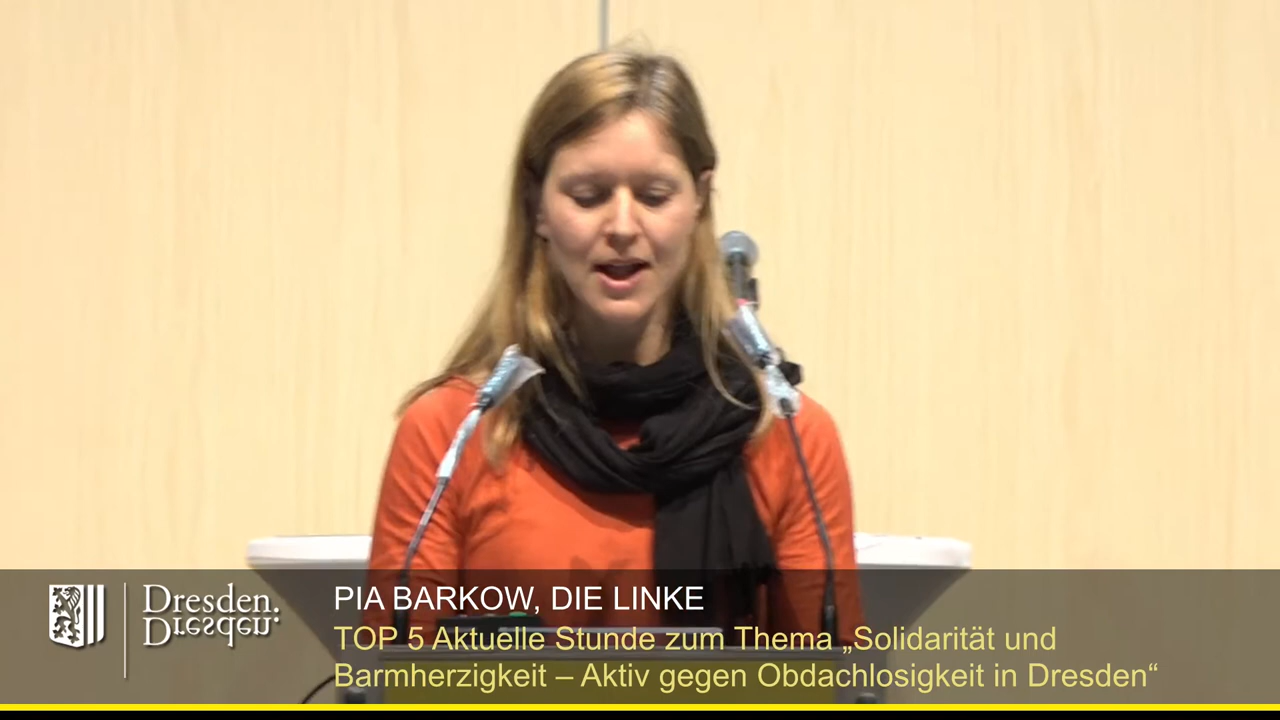 Dresden.
Dresden.
PIA BARKOW, DIE LINKE
TOP 5 Aktuelle Stunde zum Thema „Solidarität und
Barmherzigkeit – Aktiv gegen Obdachlosigkeit in Dresden“